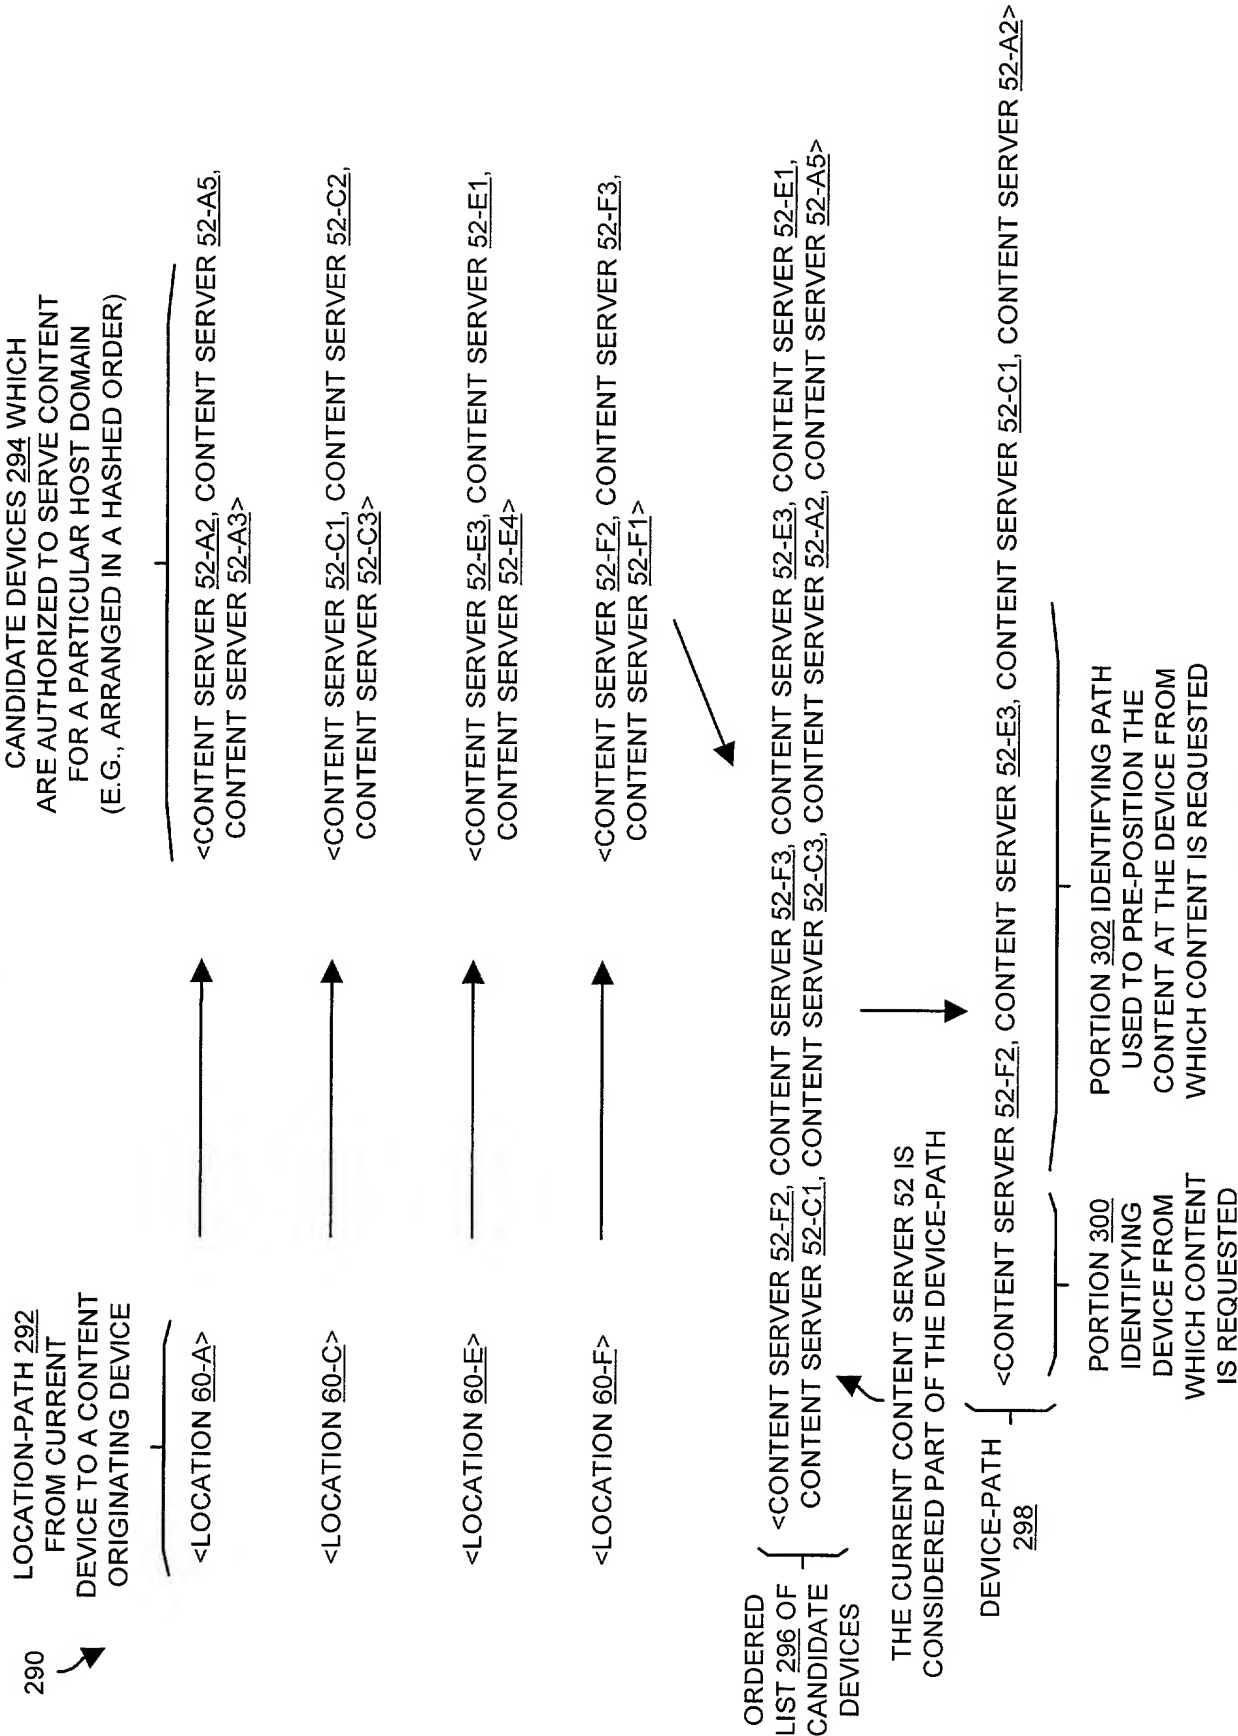 290
LOCATION-PATH 292
FROM CURRENT
DEVICE TO A CONTENT
ORIGINATING DEVICE
CANDIDATE DEVICES 294 WHICH
ARE AUTHORIZED TO SERVE CONTENT
FOR A PARTICULAR HOST DOMAIN
(E.G., ARRANGED IN A HASHED ORDER)
<LOCATION 60-A>
<CONTENT SERVER 52-A2, CONTENT SERVER 52-A5,
CONTENT SERVER 52-A3>
<LOCATION 60-C>
<CONTENT SERVER 52-C1, CONTENT SERVER 52-C2,
CONTENT SERVER 52-C3>
<LOCATION 60-E>
<CONTENT SERVER 52-E3, CONTENT SERVER 52-E1,
CONTENT SERVER 52-E4>
<LOCATION 60-F>
<CONTENT SERVER 52-F2, CONTENT SERVER 52-F3,
CONTENT SERVER 52-F1>
ORDERED
LIST 296 OF
CANDIDATE
DEVICES
<CONTENT SERVER 52-F2, CONTENT SERVER 52-F3, CONTENT SERVER 52-E3, CONTENT SERVER 52-E1,
CONTENT SERVER 52-C1, CONTENT SERVER 52-C3, CONTENT SERVER 52-A2, CONTENT SERVER 52-A5>
THE CURRENT CONTENT SERVER 52 IS
CONSIDERED PART OF THE DEVICE-PATH
DEVICE-PATH
298
<CONTENT SERVER 52-F2, CONTENT SERVER 52-E3, CONTENT SERVER 52-C1, CONTENT SERVER 52-A2>
PORTION 300
IDENTIFYING
DEVICE FROM
WHICH CONTENT
IS REQUESTED
PORTION 302 IDENTIFYING PATH
USED TO PRE-POSITION THE
CONTENT AT THE DEVICE FROM
WHICH CONTENT IS REQUESTED